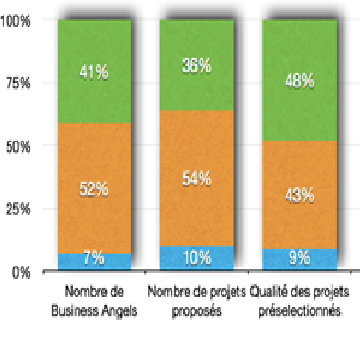 100%
41%
36%
48%
75%
50%
52%
54%
43%
25%
7%
10%
9%
0%
Nombre de
Business Angels
Nombre de projets
proposés
Qualité des projets
préselectionnés